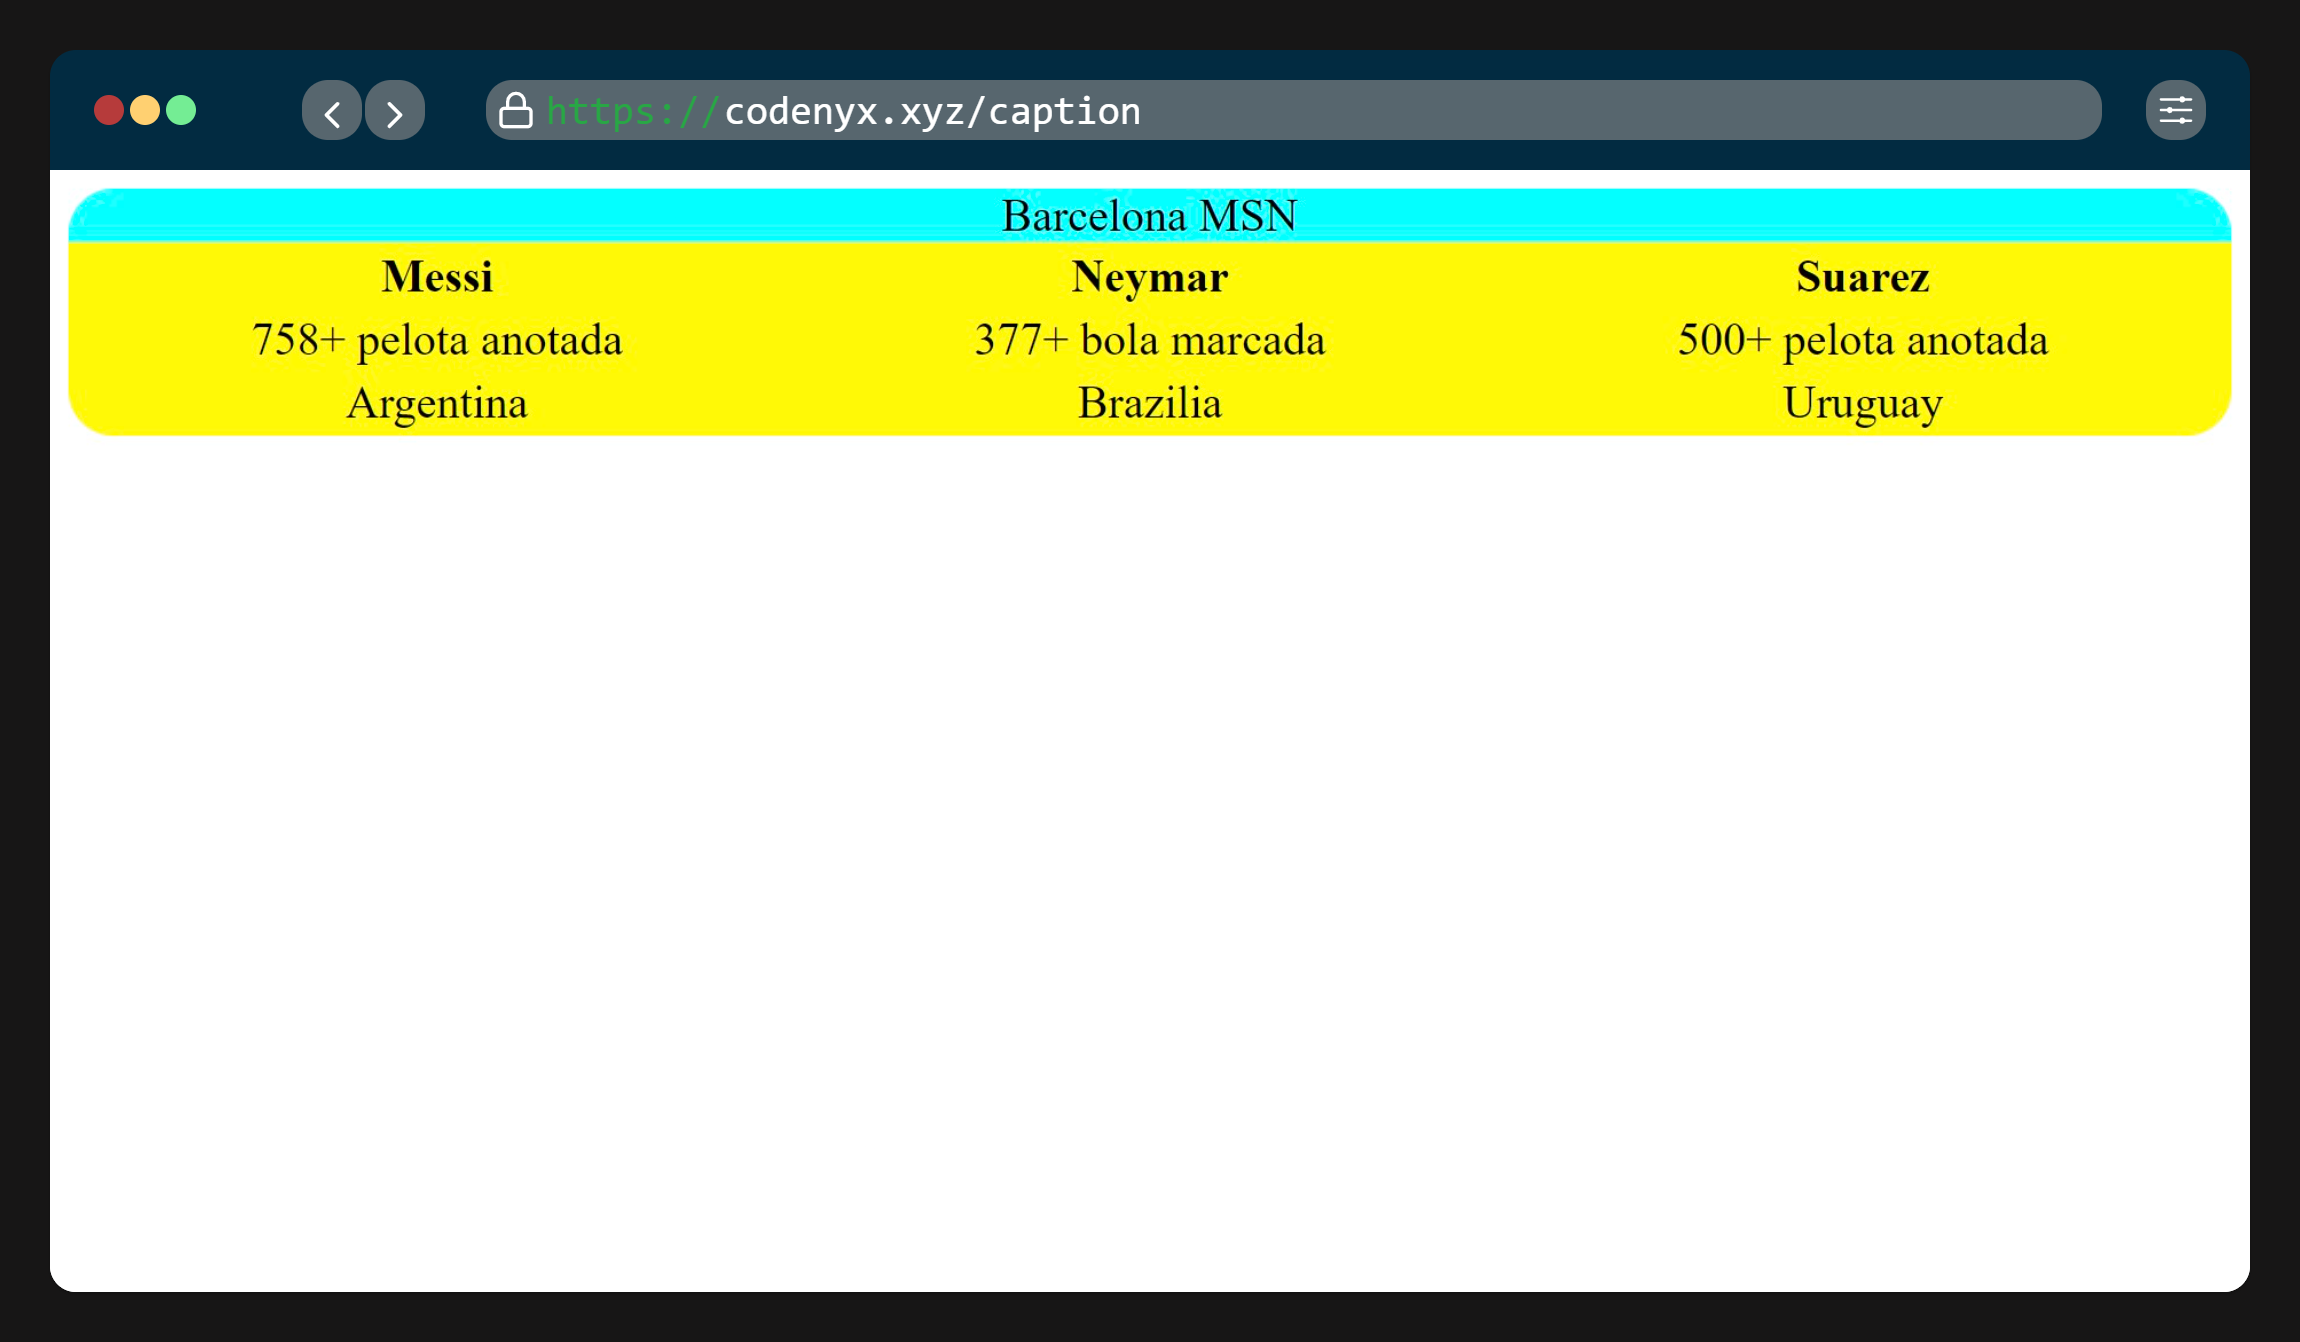 https://codenyx.xyz/caption
Barcelona MSN
Messi Neymar Suarez
758+ pelota anotada 377+ bola marcada 500+ pelota anotada
Argentina Brazilia Uruguay